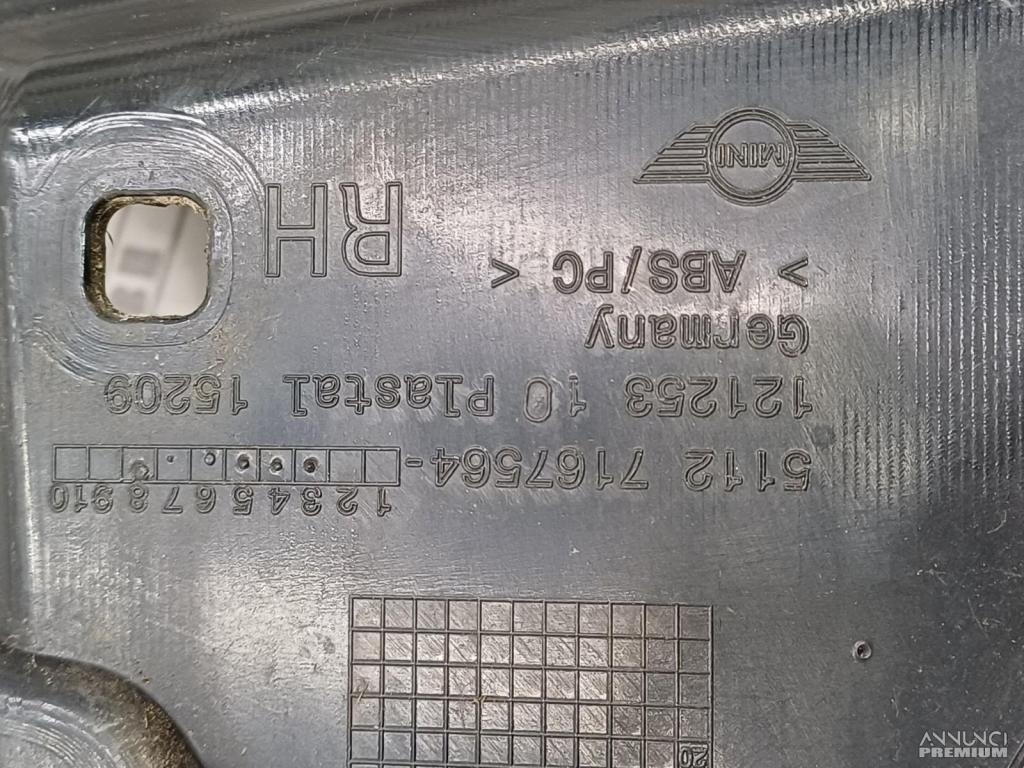 20
1 2 3 4 5 6 7 8 9 10
5112 7167564-
121253 10 Plastal 15209
Germany
> ABS/PC <
RH
MINI
ANNUNCI
PREMIUM